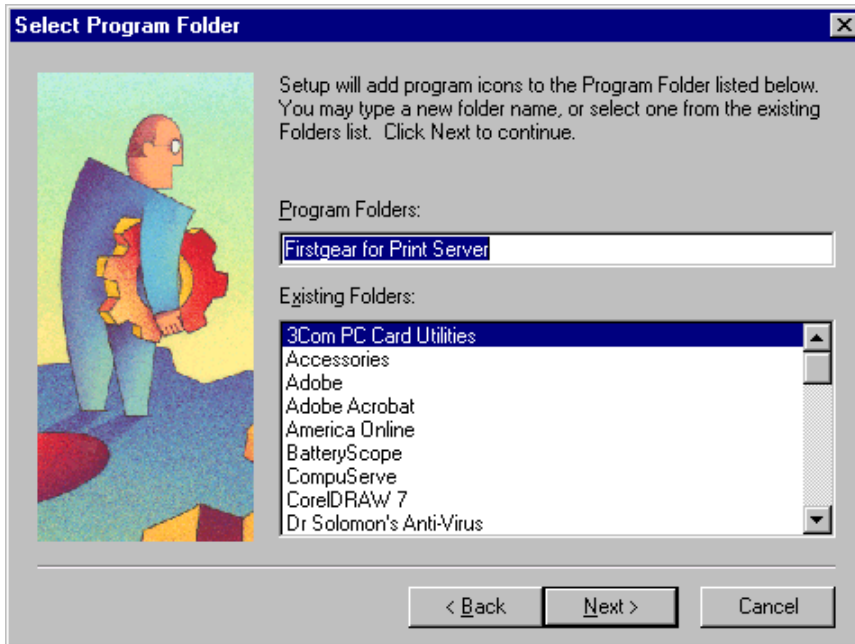 Select Program Folder
Setup will add program icons to the Program Folder listed below.
You may type a new folder name, or select one from the existing
Folders list. Click Next to continue.
Program Folders:
Firstgear for Print Server
Existing Folders:
3Com PC Card Utilities
Accessories
Adobe
Adobe Acrobat
America Online
BatteryScope
CompuServe
CorelDRAW 7
Dr Solomon's Anti-Virus
< Back
Next >
Cancel